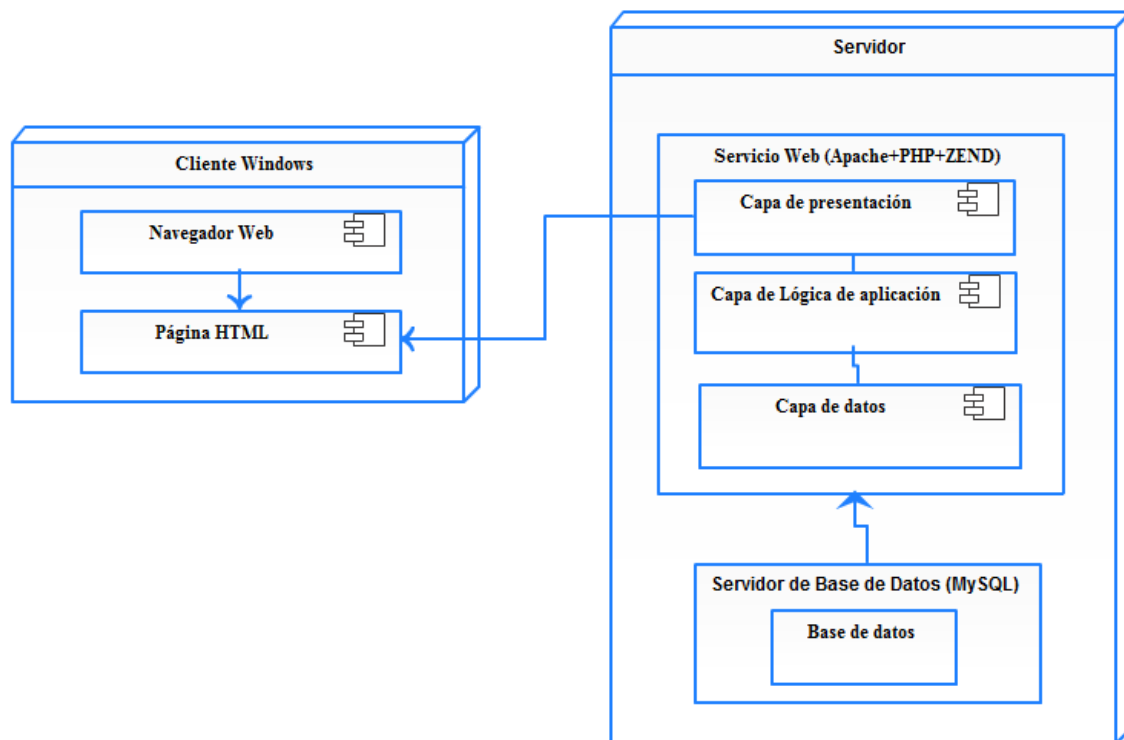 Cliente Windows
Navegador Web
Página HTML
Servidor
Servicio Web (Apache+PHP+ZEND)
Capa de presentación
Capa de Lógica de aplicación
Capa de datos
Servidor de Base de Datos (MySQL)
Base de datos